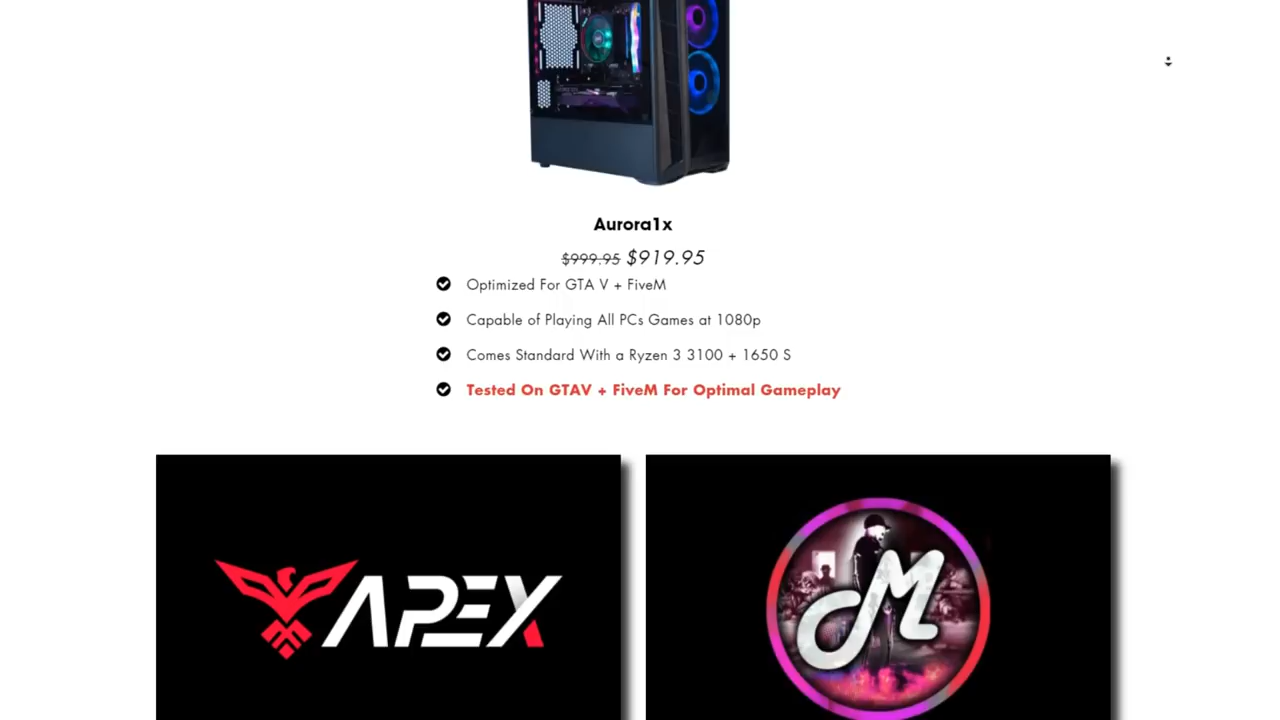 Aurora1x
$999.95 $919.95
Optimized For GTA V + FiveM
Capable of Playing All PCs Games at 1080p
Comes Standard With a Ryzen 3 3100 + 1650 S
Tested On GTAV + FiveM For Optimal Gameplay
APEX
M